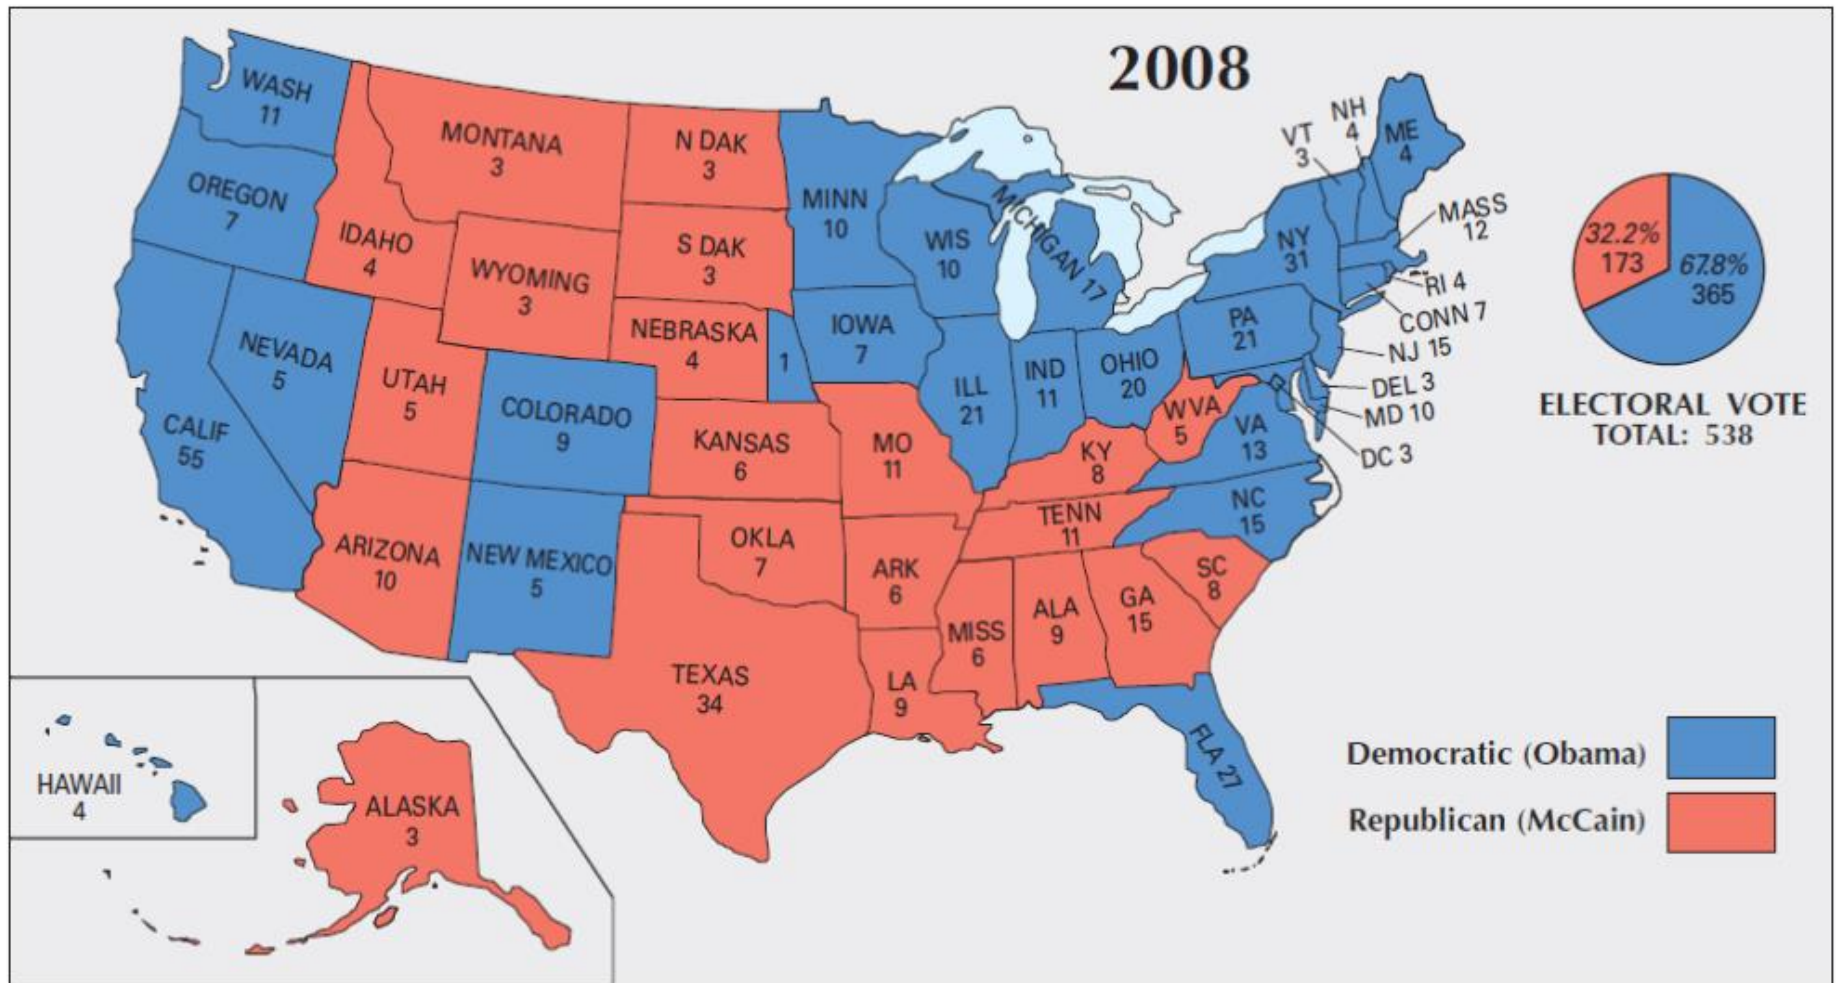 2008
WASH
11
OREGON
7
CALIF
55
NEVADA
5
IDAHO
4
MONTANA
3
WYOMING
3
UTAH
5
COLORADO
9
ARIZONA
10
NEW MEXICO
5
N DAK
3
S DAK
3
NEBRASKA
4
1
KANSAS
6
OKLA
7
TEXAS
34
MINN
10
IOWA
7
MO
11
ARK
6
LA
9
WIS
10
ILL
21
MICHIGAN 17
IND
11
OHIO
20
KY
8
TENN
11
MISS
6
ALA
9
GA
15
FLA 27
SC
8
NC
15
VA
13
W VA
5
PA
21
NY
31
VT
3
NH
4
ME
4
MASS
12
RI 4
CONN 7
NJ 15
DEL 3
MD 10
DC 3
HAWAII
4
ALASKA
3
32.2%
173
67.8%
365
ELECTORAL VOTE
TOTAL: 538
Democratic (Obama)
Republican (McCain)